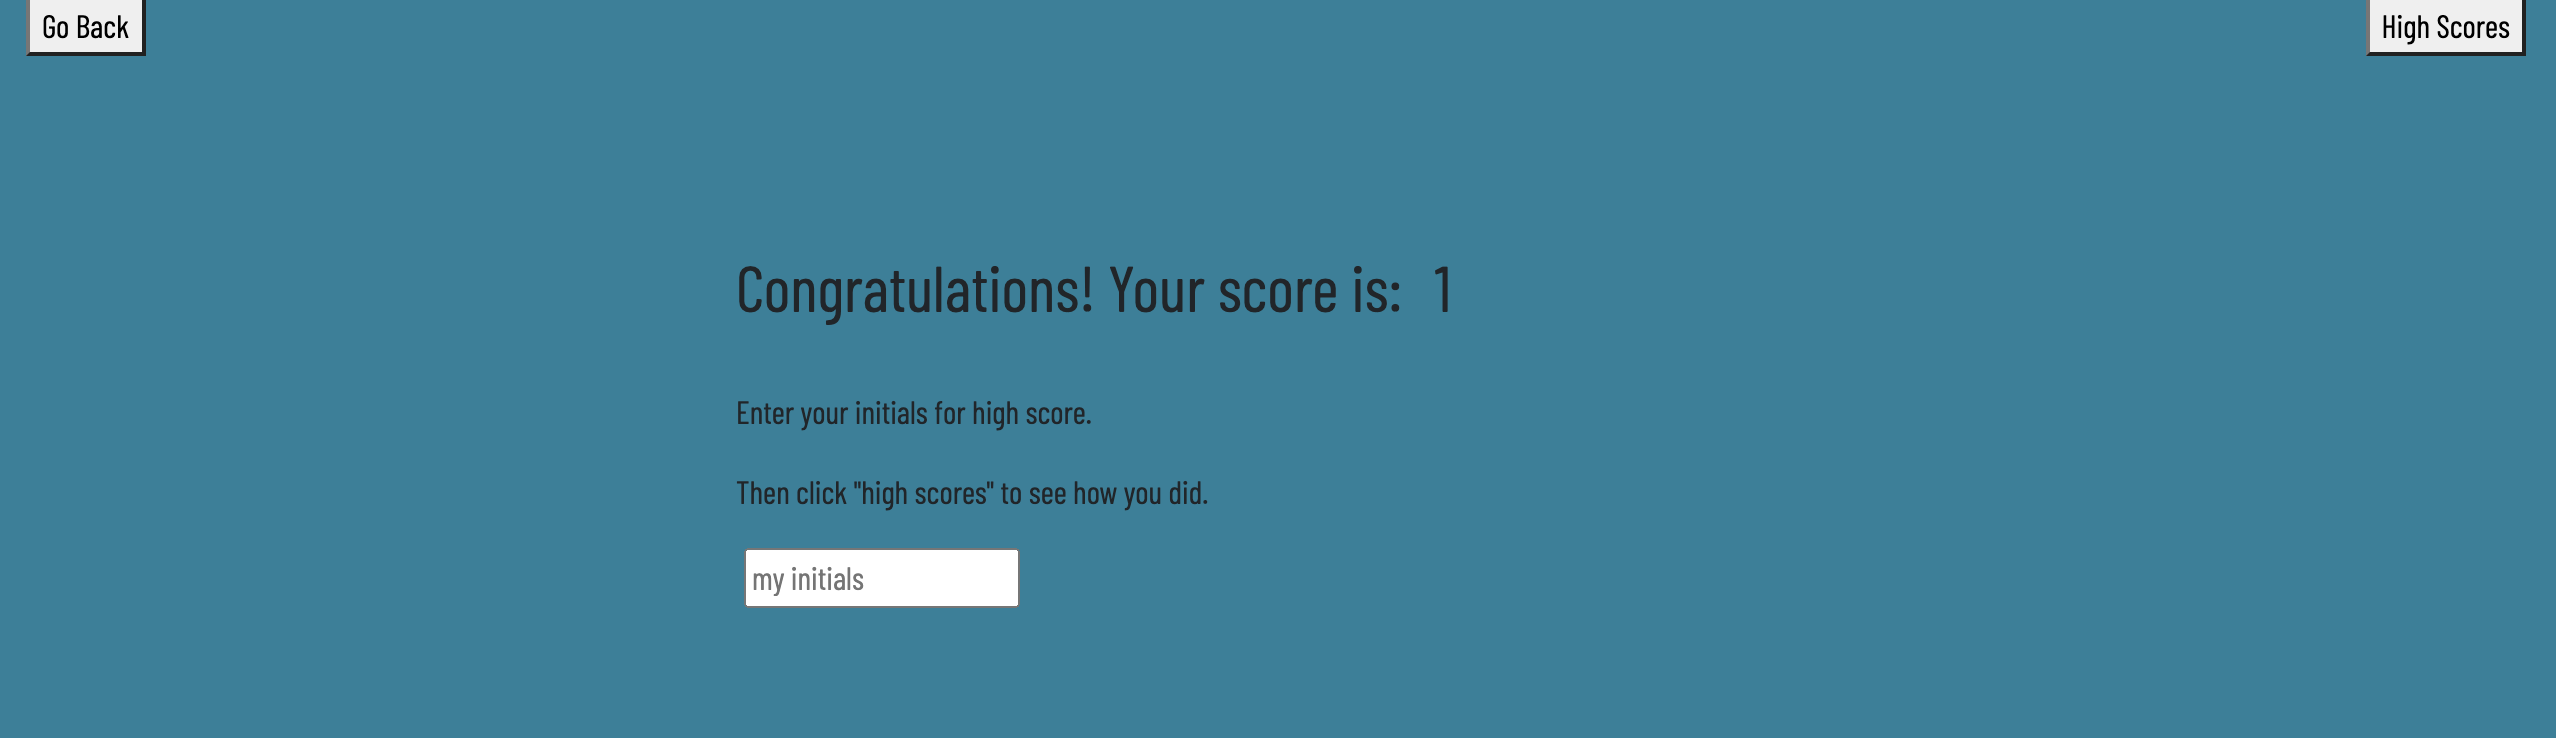 Go Back
High Scores
Congratulations! Your score is: 1
Enter your initials for high score.
Then click "high scores" to see how you did.
my initials